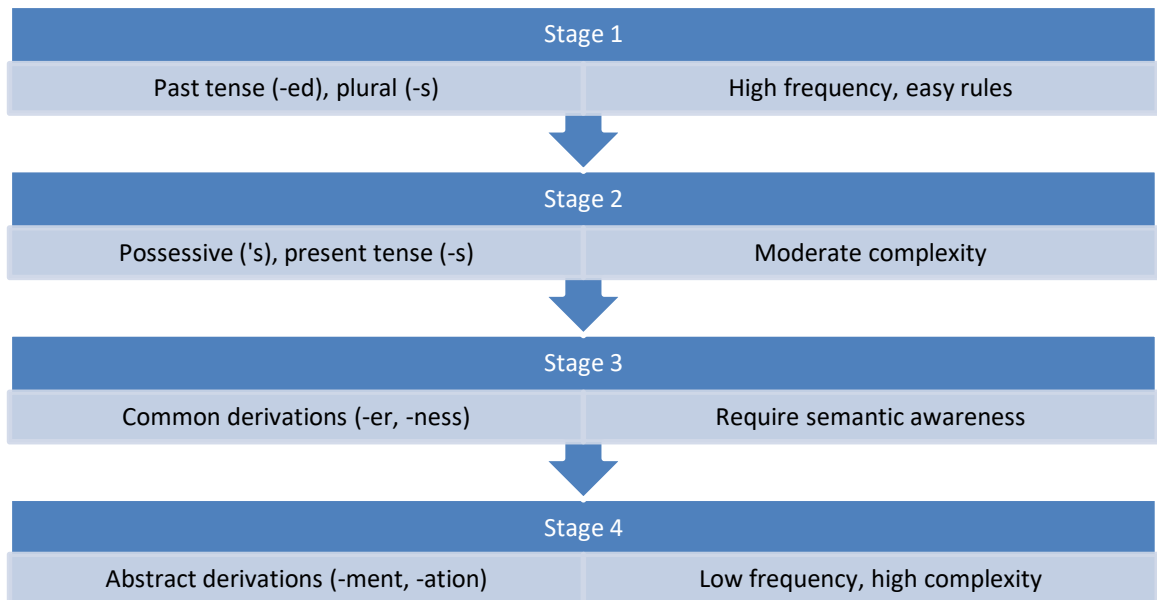 Stage 1
Past tense (-ed), plural (-s)
High frequency, easy rules
Stage 2
Possessive ('s), present tense (-s)
Moderate complexity
Stage 3
Common derivations (-er, -ness)
Require semantic awareness
Stage 4
Abstract derivations (-ment, -ation)
Low frequency, high complexity